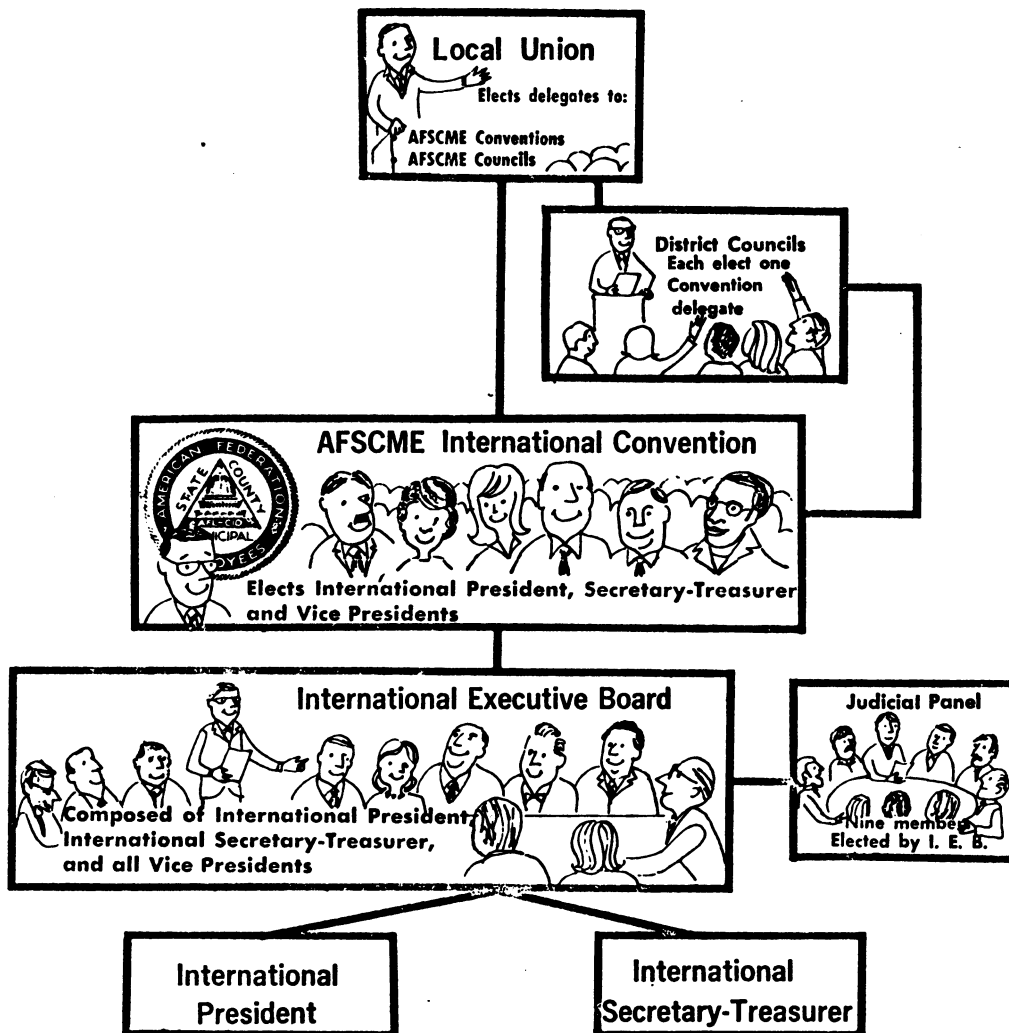 Local Union
Elects delegates to:
AFSCME Conventions
AFSCME Councils
District Councils
Each elect one
Convention
delegate
AFSCME International Convention
AMERICAN FEDERATION
STATE COUNTY
AFL-CIO
Elects International President, Secretary-Treasurer
and Vice Presidents
International Executive Board
Composed of International President
International Secretary-Treasurer,
and all Vice Presidents
Judicial Panel
Nine member
Elected by I. E. B.
International
President
International
Secretary-Treasurer